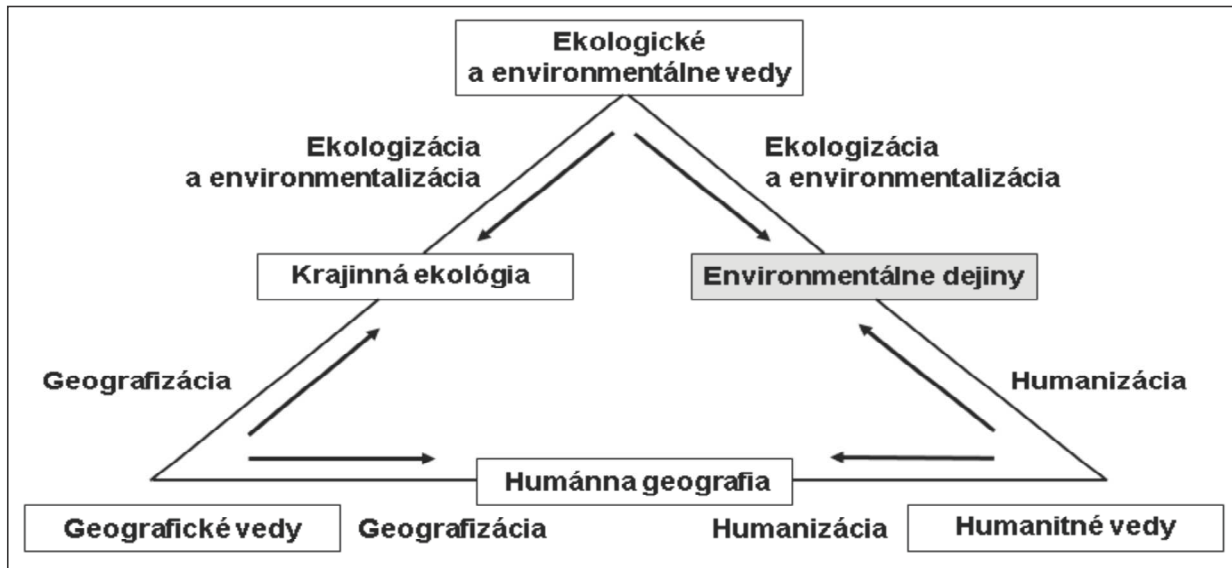 Ekologické
a environmentálne vedy
Ekologizácia
a environmentalizácia
Ekologizácia
a environmentalizácia
Krajinná ekológia
Environmentálne dejiny
Geografizácia
Humanizácia
Humánna geografia
Geografické vedy
Geografizácia
Humanizácia
Humanitné vedy